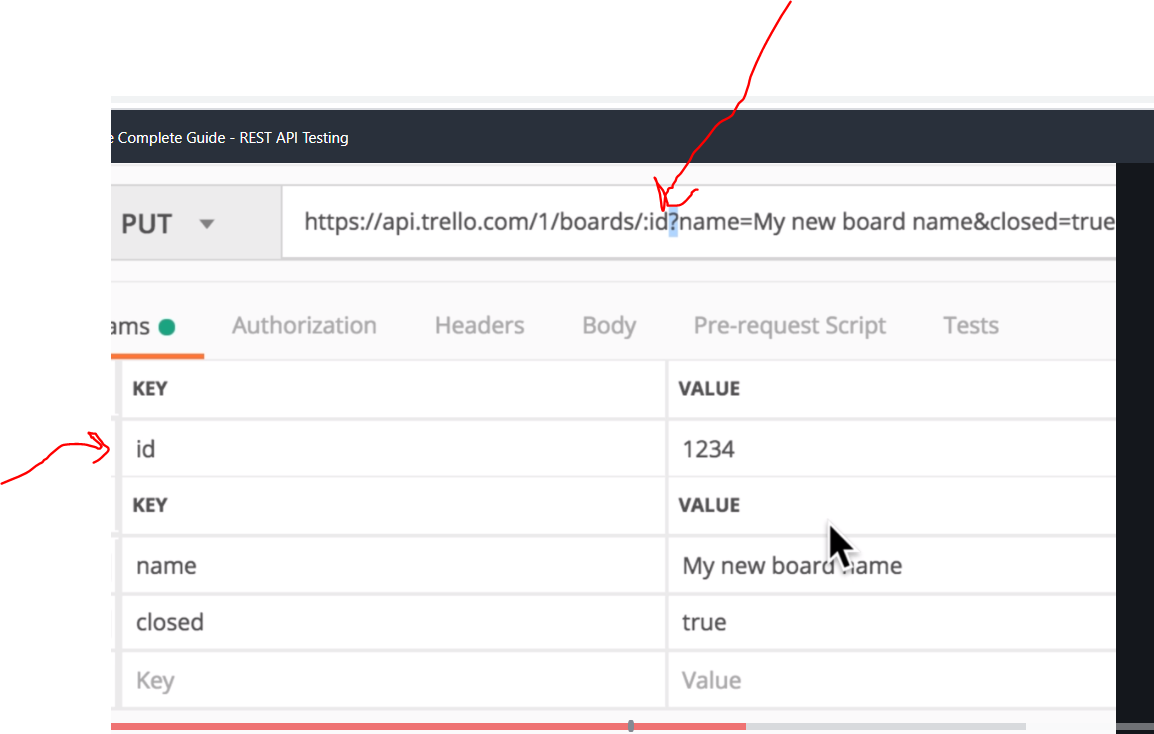 e Complete Guide - REST API Testing
PUT https://api.trello.com/1/boards/:id?name=My new board name&closed=true
ams Authorization Headers Body Pre-request Script Tests
KEY VALUE
id 1234
KEY VALUE
name My new board name
closed true
Key Value